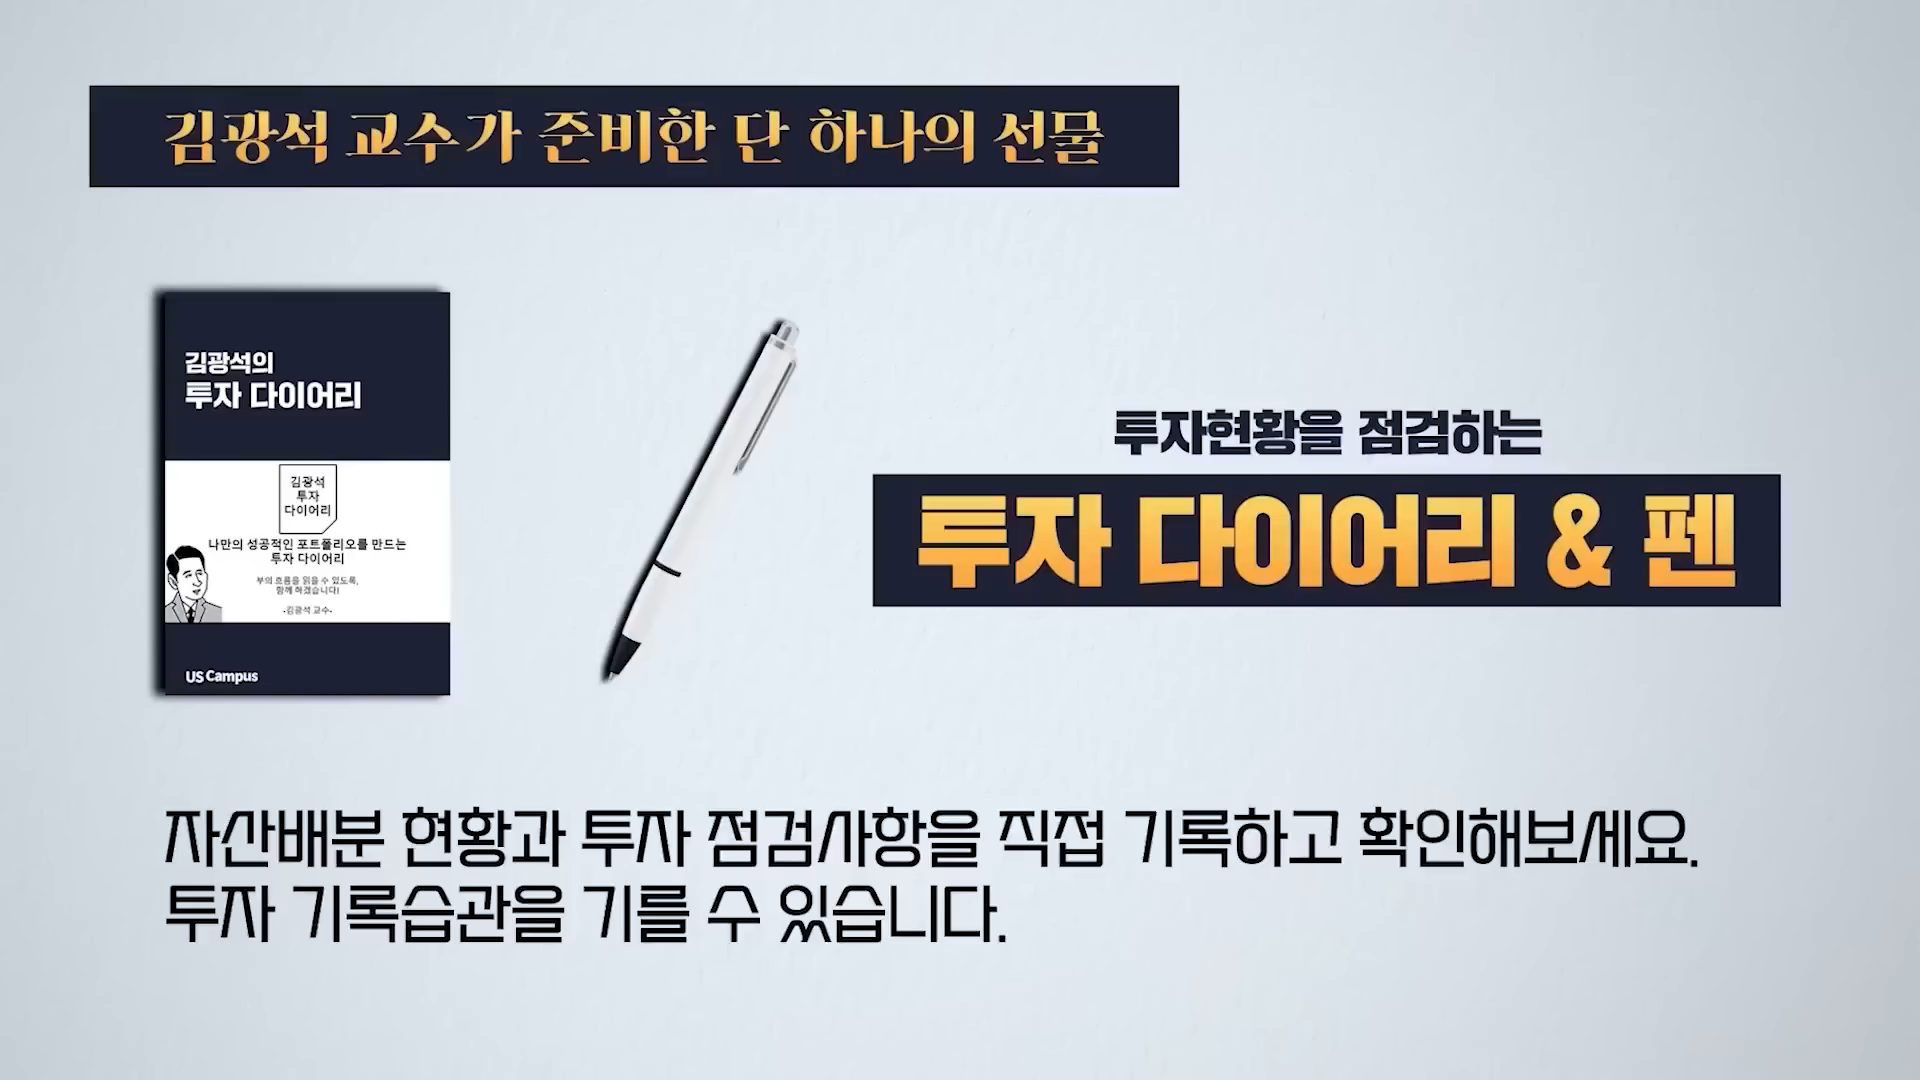 김광석 교수가 준비한 단 하나의 선물
김광석의
투자 다이어리
김광석
투자
다이어리
나만의 성공적인 포트폴리오를 만드는
투자 다이어리
부의 흐름을 읽을 수 있도록,
함께 하겠습니다!
-김광석 교수-
US Campus
투자현황을 점검하는
투자 다이어리 & 펜
자산배분 현황과 투자 점검사항을 직접 기록하고 확인해보세요.
투자 기록습관을 기를 수 있습니다.